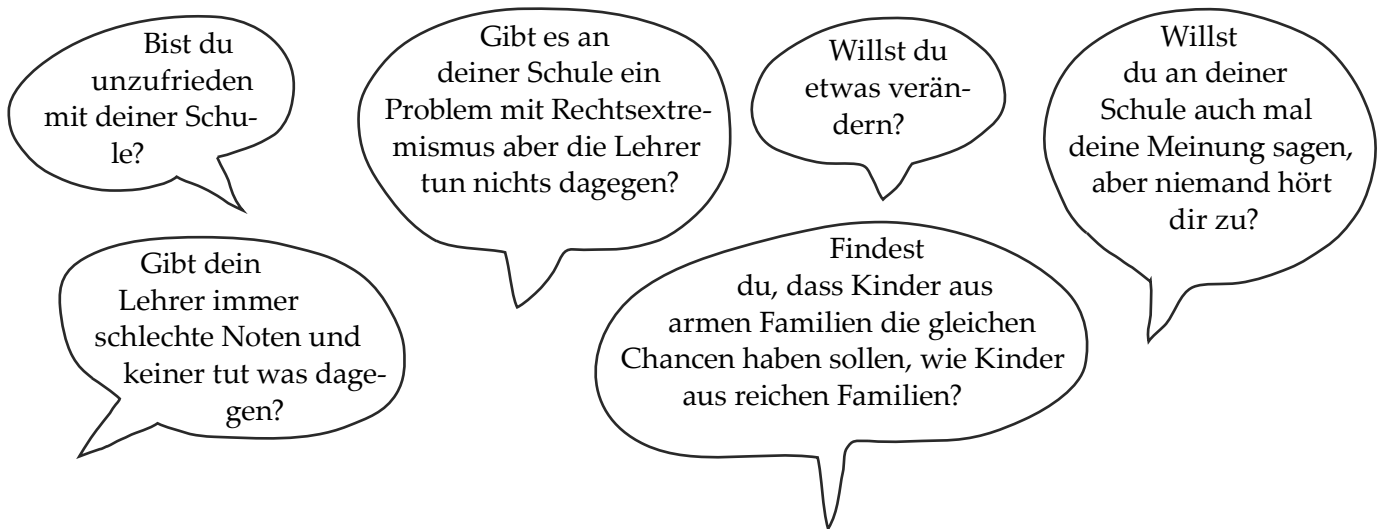 Bist du
unzufrieden
mit deiner Schu-
le?
Gibt es an
deiner Schule ein
Problem mit Rechtsextre-
mismus aber die Lehrer
tun nichts dagegen?
Willst du
etwas verän-
dern?
Willst
du an deiner
Schule auch mal
deine Meinung sagen,
aber niemand hört
dir zu?
Gibt dein
Lehrer immer
schlechte Noten und
keiner tut was dage-
gen?
Findest
du, dass Kinder aus
armen Familien die gleichen
Chancen haben sollen, wie Kinder
aus reichen Familien?